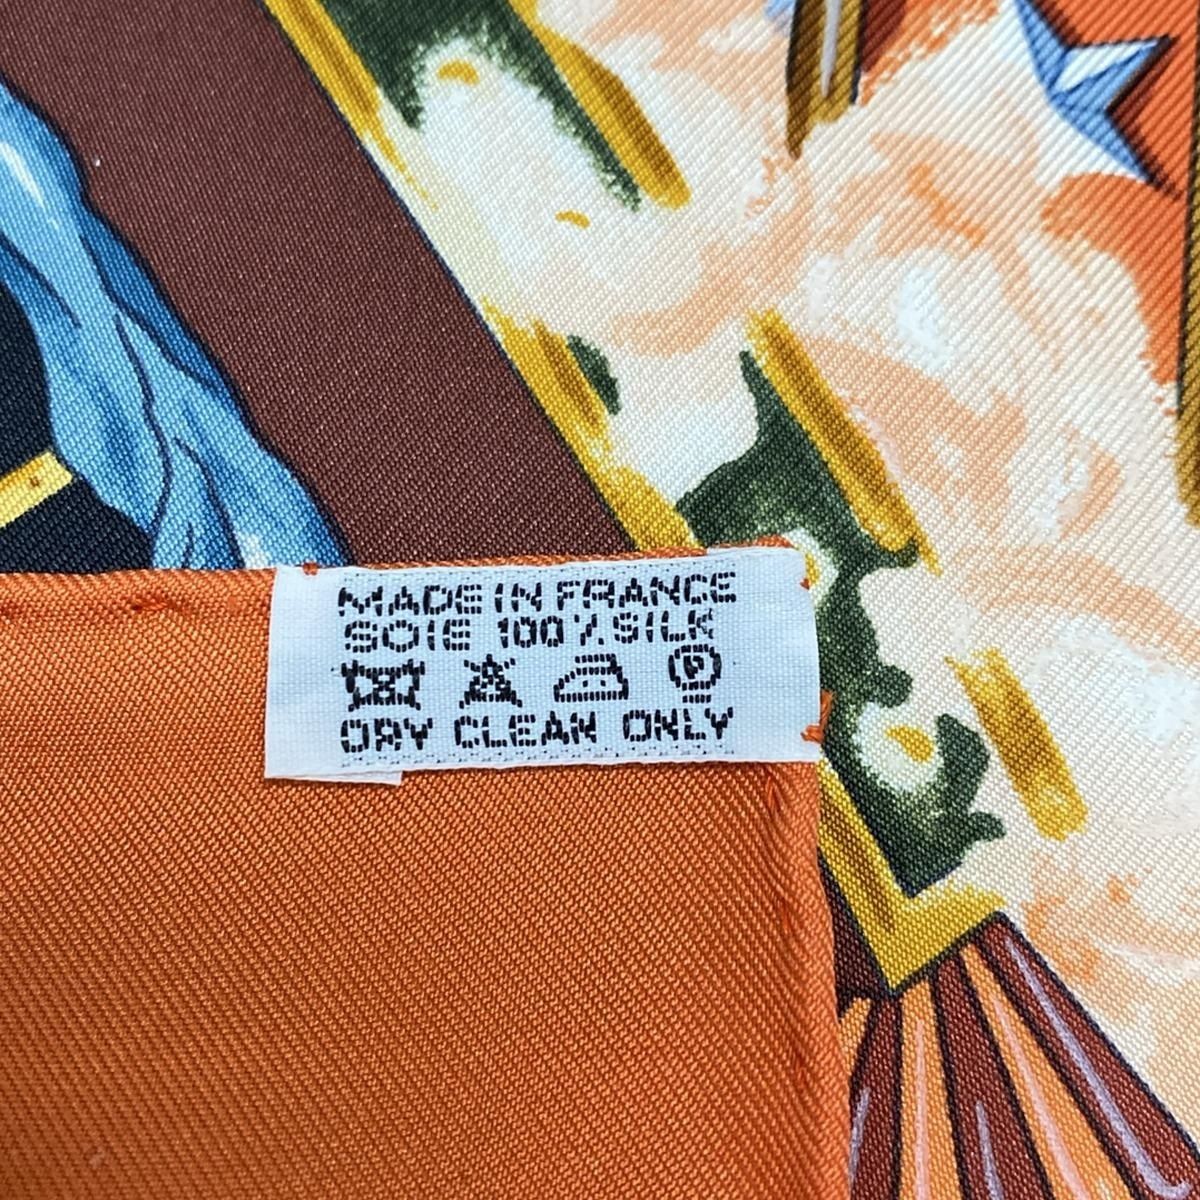 MADE IN FRANCE
SOIE 100% SILK
P
DRY CLEAN ONLY